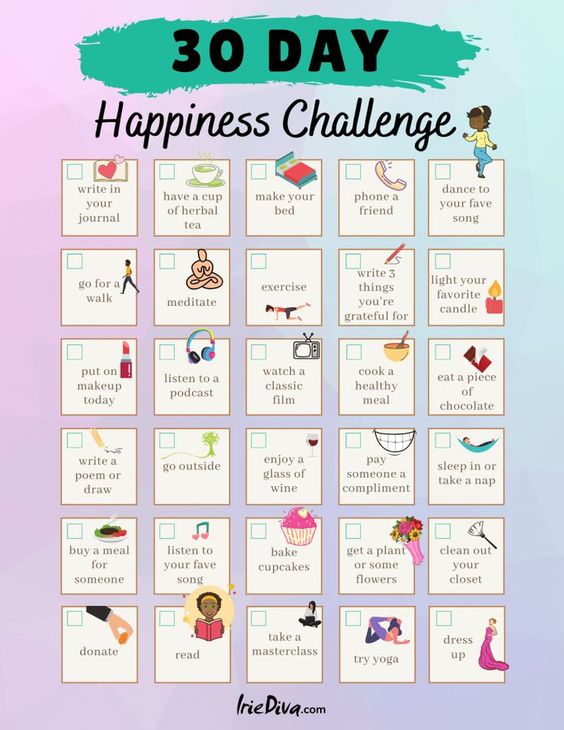 30 DAY
Happiness Challenge
write in
your
journal
have a cup
of herbal
tea
make your
bed
phone a
friend
dance to
your fave
song
go for a
walk
meditate
exercise
write 3
things
you're
grateful for
light your
favorite
candle
put on
makeup
today
listen to a
podcast
watch a
classic
film
cook a
healthy
meal
eat a piece
of
chocolate
write a
poem or
draw
go outside
enjoy a
glass of
wine
pay
someone a
compliment
sleep in or
take a nap
buy a meal
for
someone
listen to
your fave
song
bake
cupcakes
get a plant
or some
flowers
clean out
your
closet
donate
read
take a
masterclass
try yoga
dress
up
IrieDiva.com